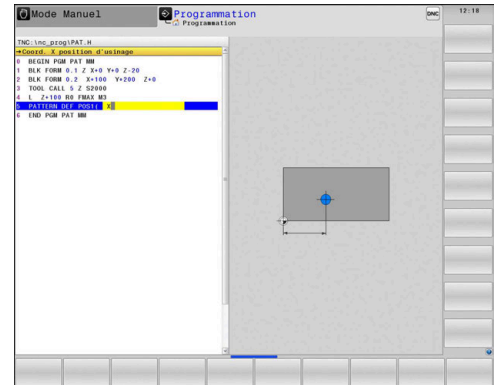 Mode Manuel
Programmation
Programmation
DNC
12:18
TNC:\nc_prog\PAT.H
→Coord. X position d'usinage
0 BEGIN PGM PAT MM
1 BLK FORM 0.1 Z X+0 Y+0 Z-20
2 BLK FORM 0.2 X+100 Y+200 Z+0
3 TOOL CALL 5 Z S2000
4 L Z+100 R0 FMAX M3
5 PATTERN DEF POS1( X
6 END PGM PAT MM